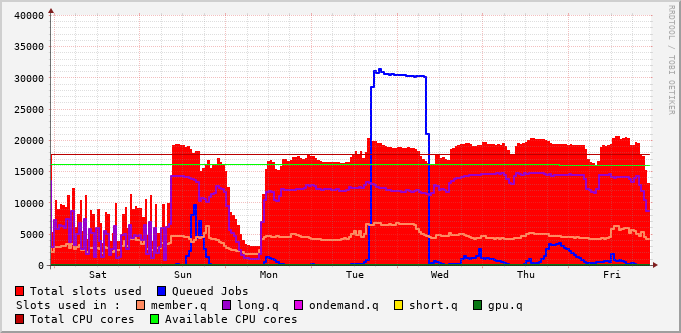 RRDTOOL / TOBI OETIKER
40000
35000
30000
25000
20000
15000
10000
5000
0
Sat Sun Mon Tue Wed Thu Fri
Total slots used Queued Jobs
Slots used in : member.q long.q ondemand.q short.q gpu.q
Total CPU cores Available CPU cores